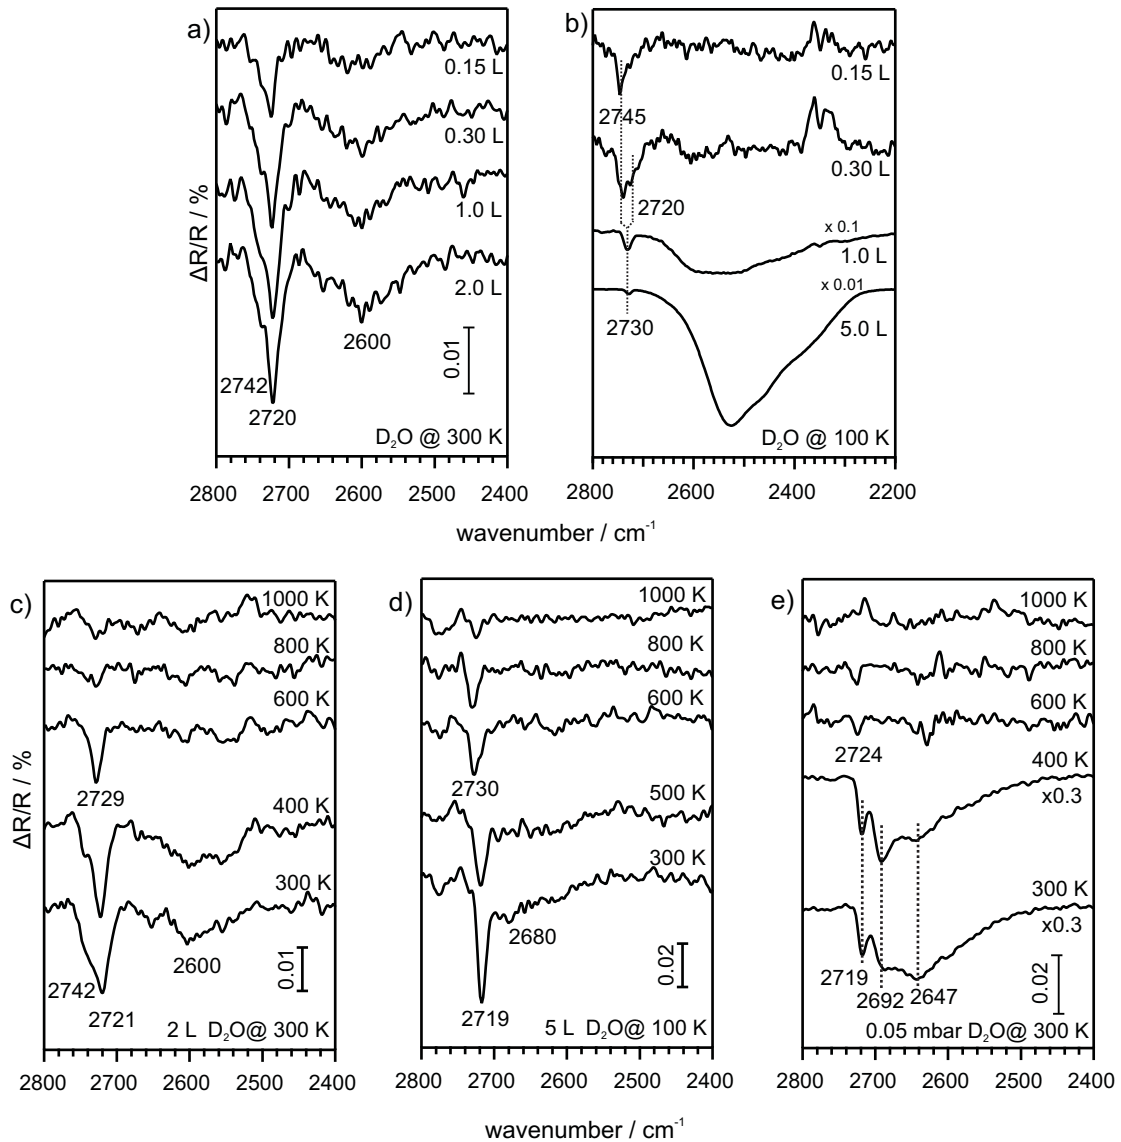 a)
0.15 L
0.30 L
1.0 L
2.0 L
2742
2720
2600
0.01
D₂O @ 300 K
ΔR/R / %
2800 2700 2600 2500 2400
b)
0.15 L
2745
0.30 L
2720
x 0.1
1.0 L
x 0.01
5.0 L
2730
D₂O @ 100 K
2800 2600 2400 2200
wavenumber / cm⁻¹
c)
1000 K
800 K
600 K
2729
400 K
300 K
2600
0.01
2742
2721
2 L D₂O@ 300 K
ΔR/R / %
2800 2700 2600 2500 2400
d)
1000 K
800 K
600 K
2730
500 K
300 K
2680
0.02
2719
5 L D₂O@ 100 K
2800 2700 2600 2500 2400
e)
1000 K
800 K
600 K
2724
400 K
x0.3
300 K
x0.3
2719
2692 2647
0.02
0.05 mbar D₂O@ 300 K
2800 2700 2600 2500 2400
wavenumber / cm⁻¹